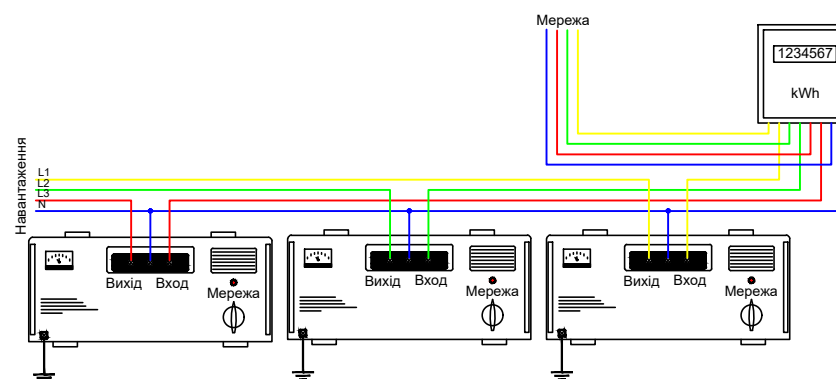 Мережа
1234567
kWh
Навантаження
L1
L2
L3
N
Вихід Вход
Мережа
Вихід Вход
Мережа
Вихід Вход
Мережа